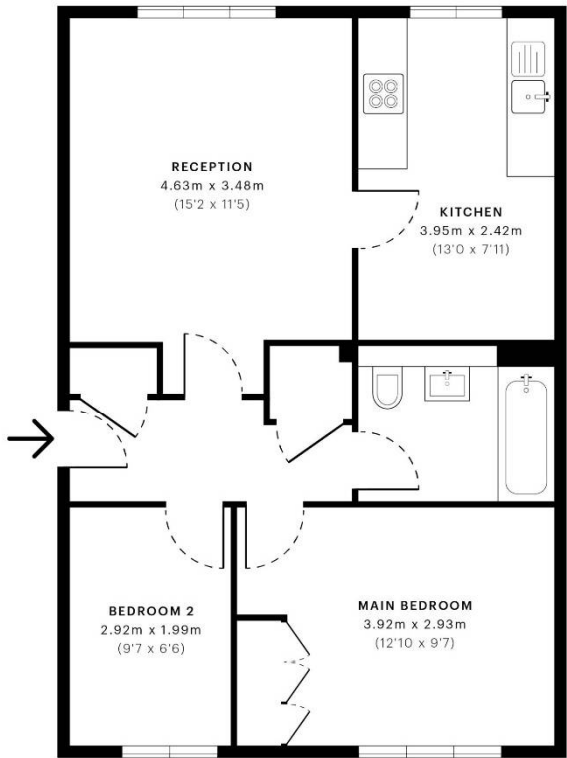 RECEPTION
4.63m x 3.48m
(15'2 x 11'5)
KITCHEN
3.95m x 2.42m
(13'0 x 7'11)
BEDROOM 2
2.92m x 1.99m
(9'7 x 6'6)
MAIN BEDROOM
3.92m x 2.93m
(12'10 x 9'7)